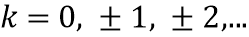 k = 0, ± 1, ± 2,...